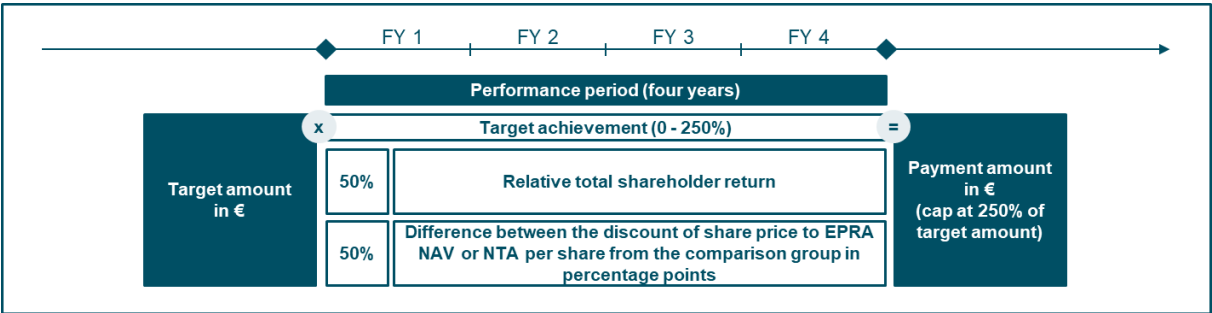 FY 1 FY 2 FY 3 FY 4
Performance period (four years)
x Target achievement (0 - 250%) =
Target amount
in €
50% Relative total shareholder return
50% Difference between the discount of share price to EPRA
NAV or NTA per share from the comparison group in
percentage points
Payment amount
in €
(cap at 250% of
target amount)